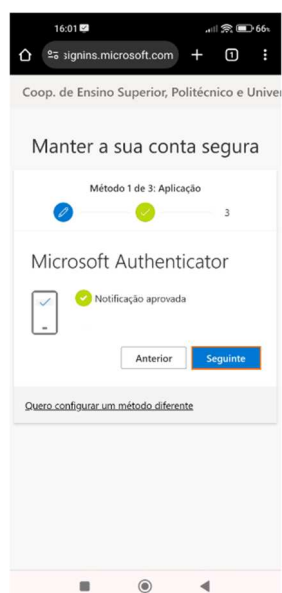 16:01
66%
signins.microsoft.com
1
Coop. de Ensino Superior, Politécnico e Univer
Manter a sua conta segura
Método 1 de 3: Aplicação
3
Microsoft Authenticator
Notificação aprovada
Anterior
Seguinte
Quero configurar um método diferente